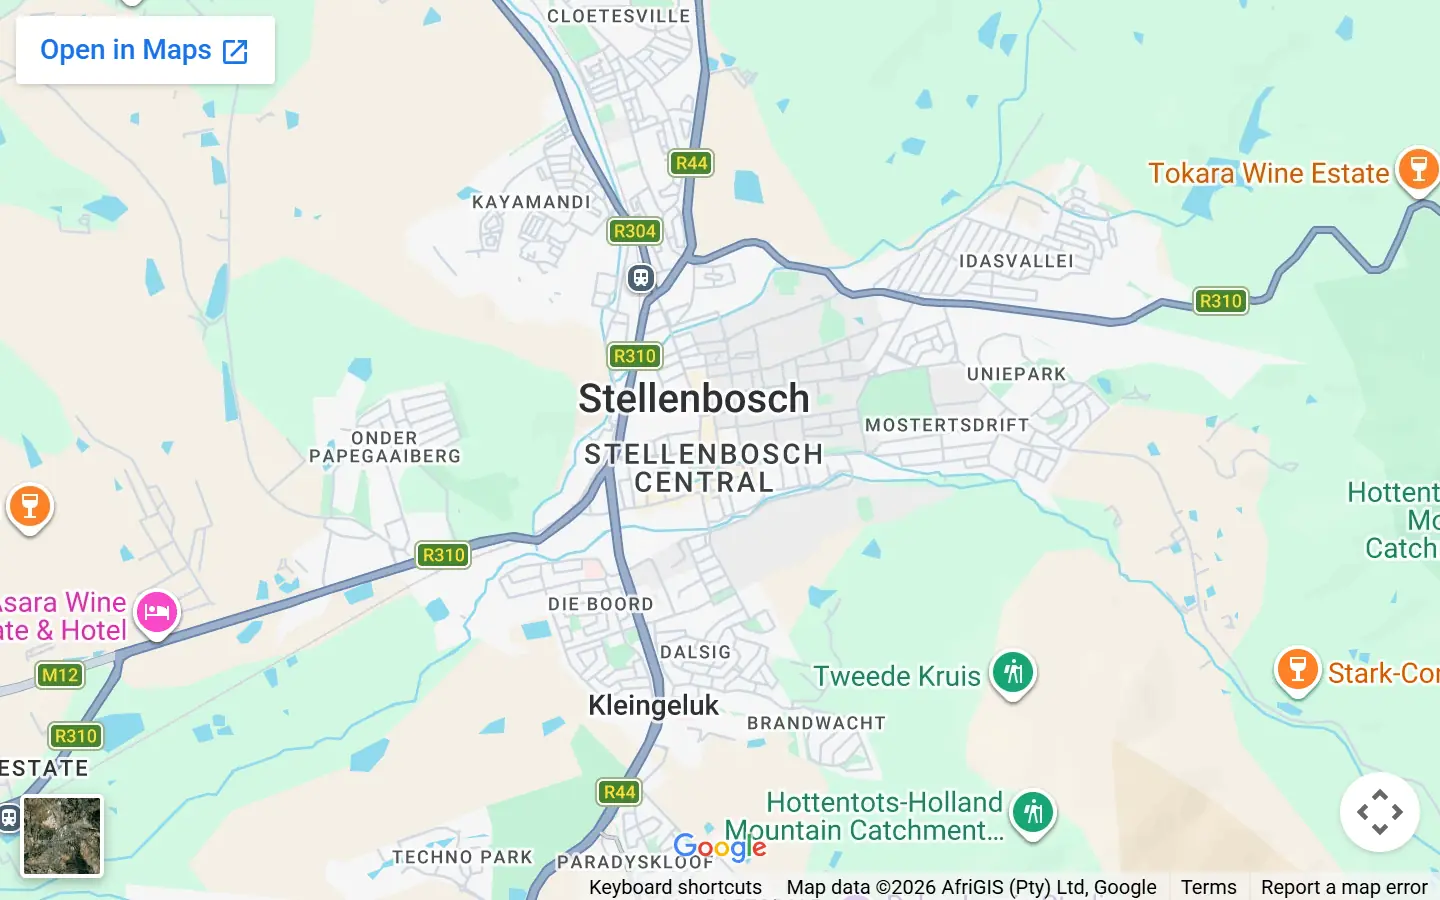 CLOETESVILLE
Open in Maps
R44
Tokara Wine Estate
KAYAMANDI
R304
IDASVALLEI
R310
R310
UNIEPARK
Stellenbosch
MOSTERTSDRIFT
ONDER
PAPEGAAIBERG
STELLENBOSCH
CENTRAL
Hottent
Mo
Catch
R310
Asara Wine
ate & Hotel
DIE BOORD
DALSIG
M12
Tweede Kruis
Stark-Con
Kleingeluk
BRANDWACHT
R310
ESTATE
R44
Hottentots-Holland
Mountain Catchment...
Google
TECHNO PARK
PARADYSKLOOF
Keyboard shortcuts
Map data ©2026 AfriGIS (Pty) Ltd, Google
Terms
Report a map error